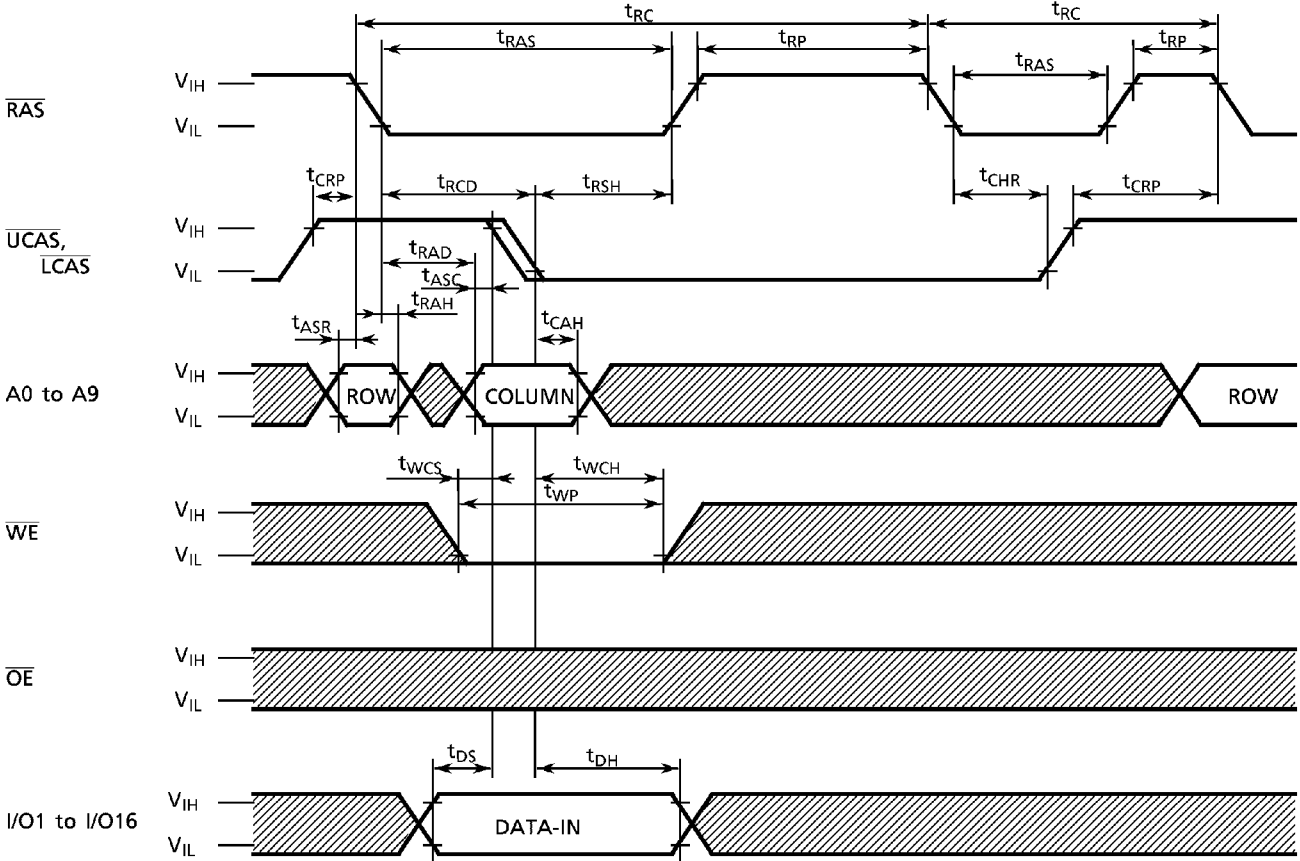 tRC tRC
tRAS tRP tRP
tRAS
VIH
RAS
VIL
tCRP tRCD tRSH tCHR tCRP
VIH
UCAS,
LCAS
VIL
tRAD
tASC
tRAH
tASR tCAH
VIH
A0 to A9 ROW COLUMN ROW
VIL
tWCS tWCH
tWP
VIH
WE
VIL
VIH
OE
VIL
tDS tDH
VIH
I/O1 to I/O16 DATA-IN
VIL